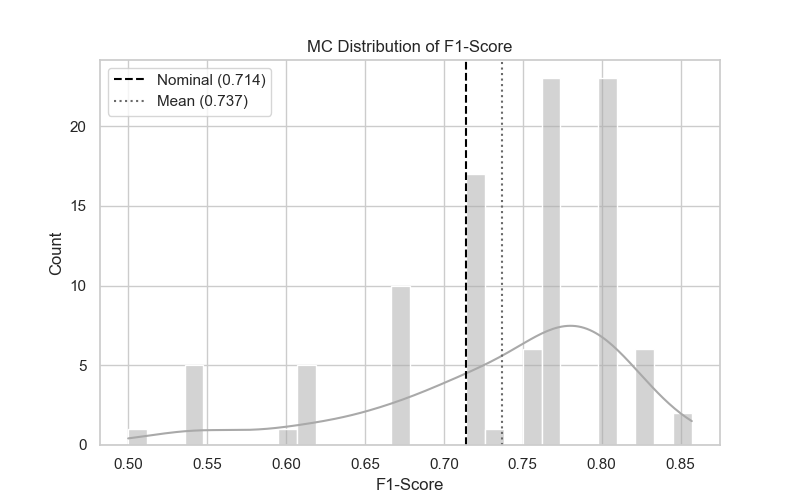 MC Distribution of F1-Score
Nominal (0.714)
Mean (0.737)
Count
20
15
10
5
0
0.50 0.55 0.60 0.65 0.70 0.75 0.80 0.85
F1-Score